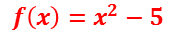 f(x) = x² − 5